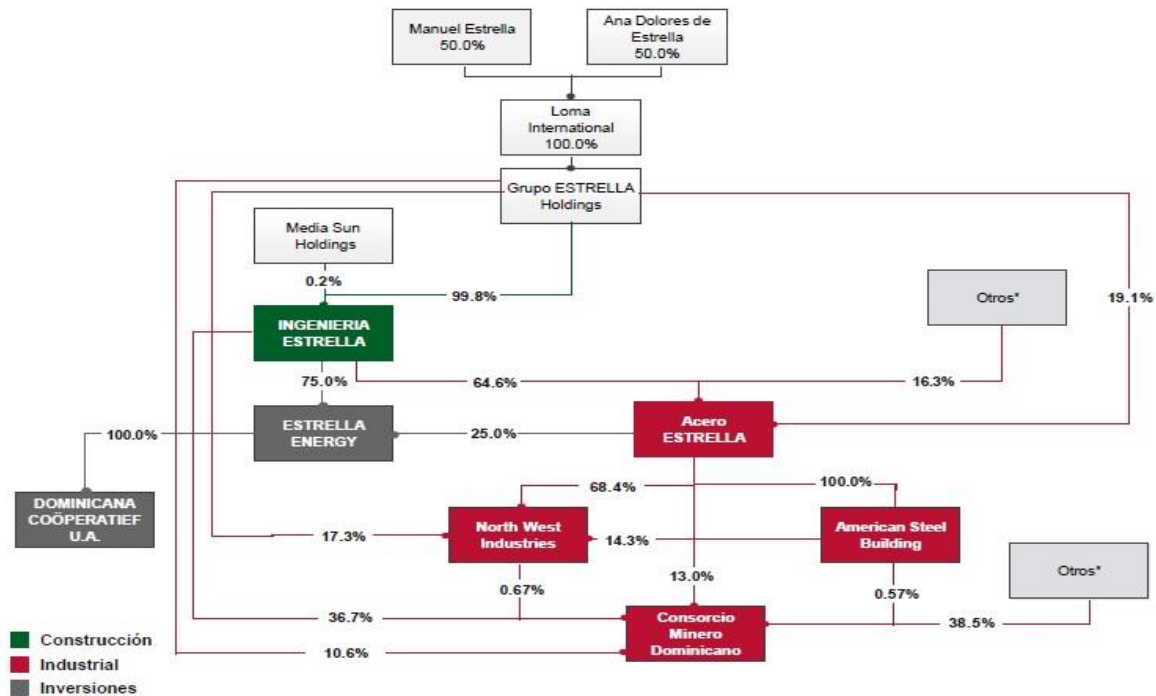 Manuel Estrella
50.0%
Ana Dolores de
Estrella
50.0%
Loma
International
100.0%
Grupo ESTRELLA
Holdings
Media Sun
Holdings
0.2%
99.8%
Otros*
19.1%
INGENIERIA
ESTRELLA
75.0%
64.6%
16.3%
100.0%
ESTRELLA
ENERGY
25.0%
Acero
ESTRELLA
DOMINICANA
COÖPERATIEF
U.A.
68.4%
100.0%
17.3%
North West
Industries
14.3%
American Steel
Building
Otros*
0.67%
13.0%
0.57%
36.7%
Consorcio
Minero
Dominicano
38.5%
10.6%
Construcción
Industrial
Inversiones